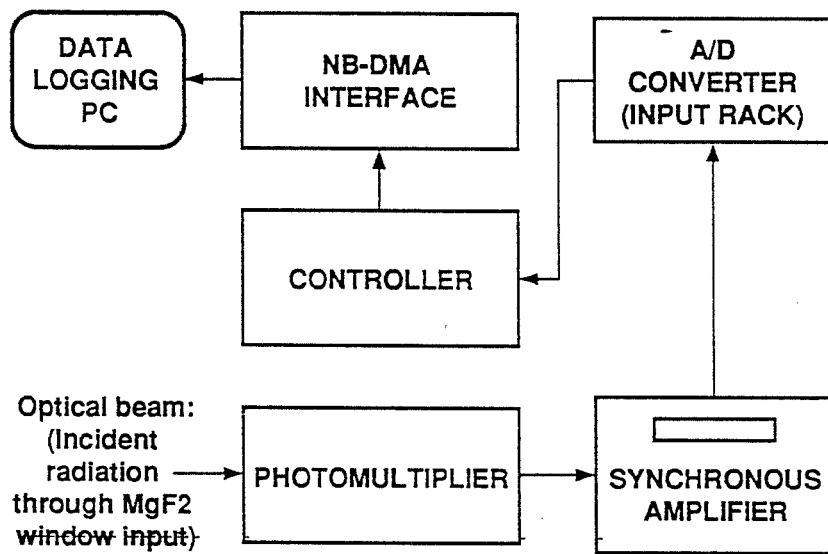 DATA
LOGGING
PC
NB-DMA
INTERFACE
A/D
CONVERTER
(INPUT RACK)
CONTROLLER
Optical beam:
(Incident
radiation
through MgF2
window input)
PHOTOMULTIPLIER
SYNCHRONOUS
AMPLIFIER